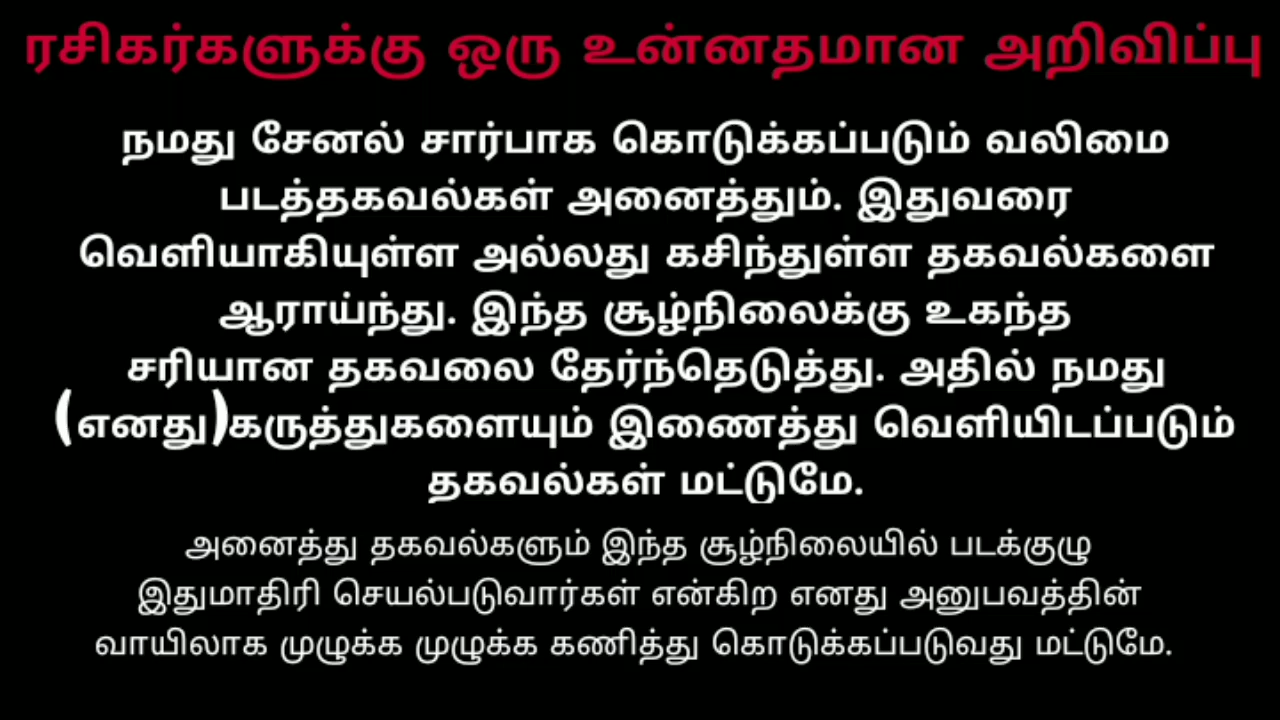 ரசிகர்களுக்கு ஒரு உன்னதமான அறிவிப்பு
நமது சேனல் சார்பாக கொடுக்கப்படும் வலிமை
படத்தகவல்கள் அனைத்தும். இதுவரை
வெளியாகியுள்ள அல்லது கசிந்துள்ள தகவல்களை
ஆராய்ந்து. இந்த சூழ்நிலைக்கு உகந்த
சரியான தகவலை தேர்ந்தெடுத்து. அதில் நமது
(எனது)கருத்துகளையும் இணைத்து வெளியிடப்படும்
தகவல்கள் மட்டுமே.
அனைத்து தகவல்களும் இந்த சூழ்நிலையில் படக்குழு
இதுமாதிரி செயல்படுவார்கள் என்கிற எனது அனுபவத்தின்
வாயிலாக முழுக்க முழுக்க கணித்து கொடுக்கப்படுவது மட்டுமே.